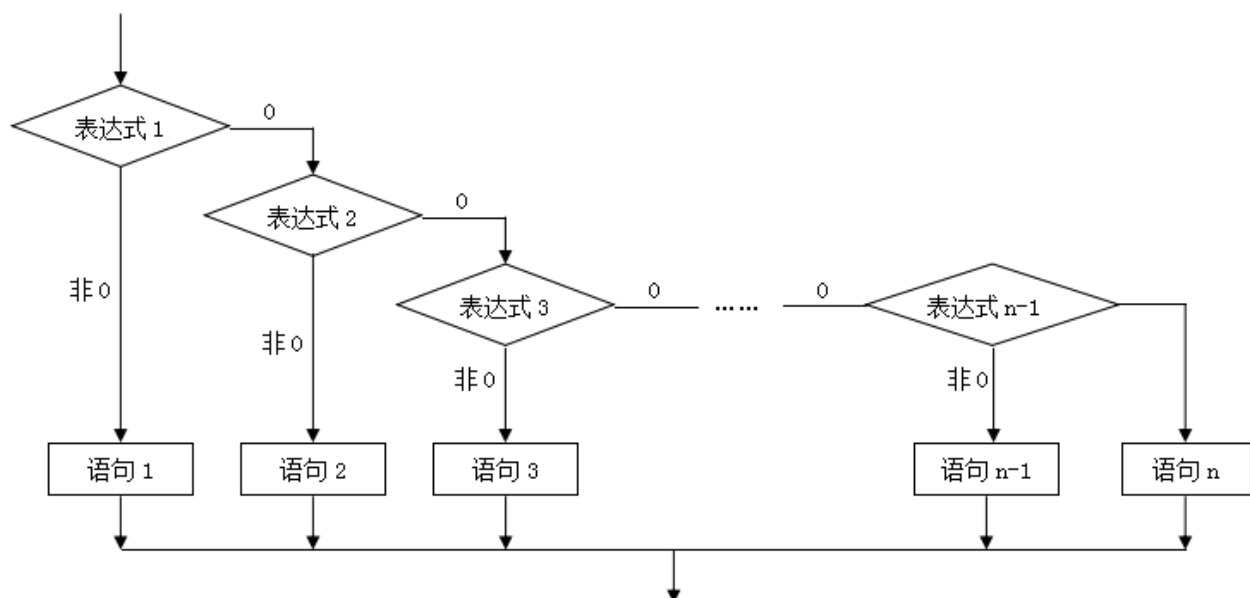 0
表达式 1
0
表达式 2
非 0
0
0
表达式 3
…… 
表达式 n-1
非 0
非 0
非 0
语句 1
语句 2
语句 3
语句 n-1
语句 n